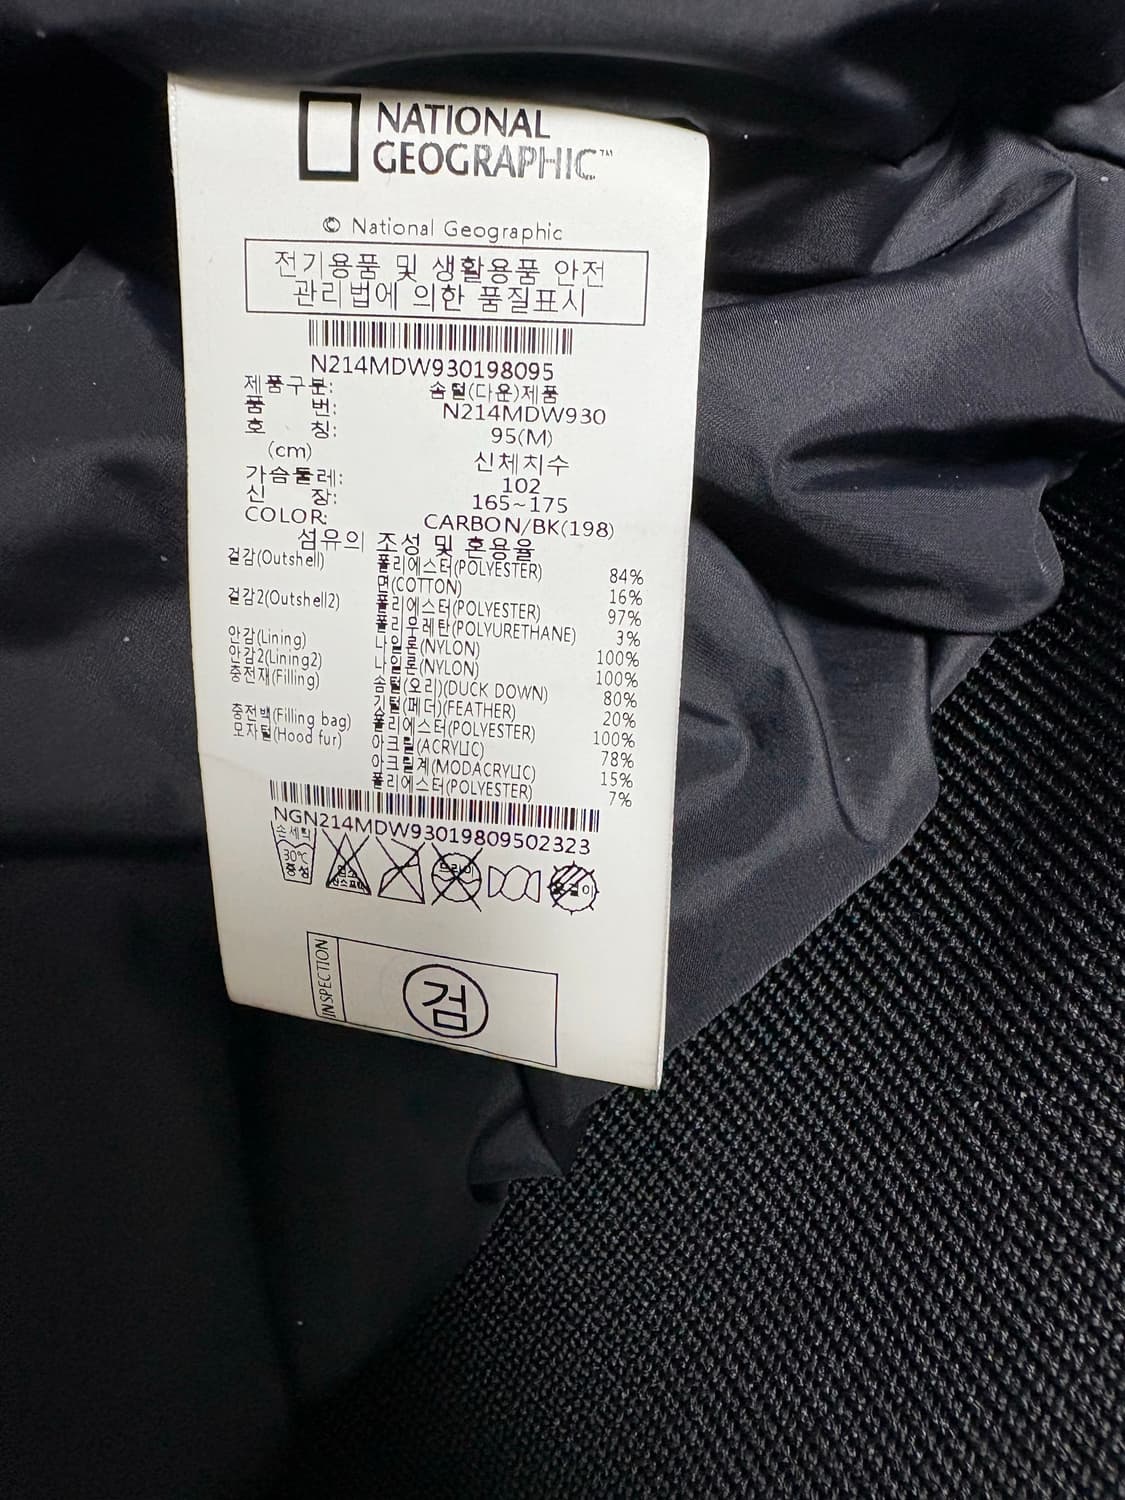 NATIONAL
GEOGRAPHIC™
© National Geographic
전기용품 및 생활용품 안전
관리법에 의한 품질표시
N214MDW930198095
제품구분: 솜털(다운)제품
품 번: N214MDW930
호 칭: 95(M)
(cm) 신체치수
가슴둘레: 102
신 장: 165~175
COLOR: CARBON/BK(198)
섬유의 조성 및 혼용율
겉감(Outshell) 폴리에스터(POLYESTER) 84%
면(COTTON) 16%
겉감2(Outshell2) 폴리에스터(POLYESTER) 97%
폴리우레탄(POLYURETHANE) 3%
안감(Lining) 나일론(NYLON) 100%
안감2(Lining2) 나일론(NYLON) 100%
충전재(Filling) 솜털(오리)(DUCK DOWN) 80%
깃털(페더)(FEATHER) 20%
충전백(Filling bag) 폴리에스터(POLYESTER) 100%
모자털(Hood fur) 아크릴(ACRYLIC) 78%
아크릴계(MODACRYLIC) 15%
폴리에스터(POLYESTER) 7%
NGN214MDW93019809502323
손세탁
30℃
중성
드라이
INSPECTION
검